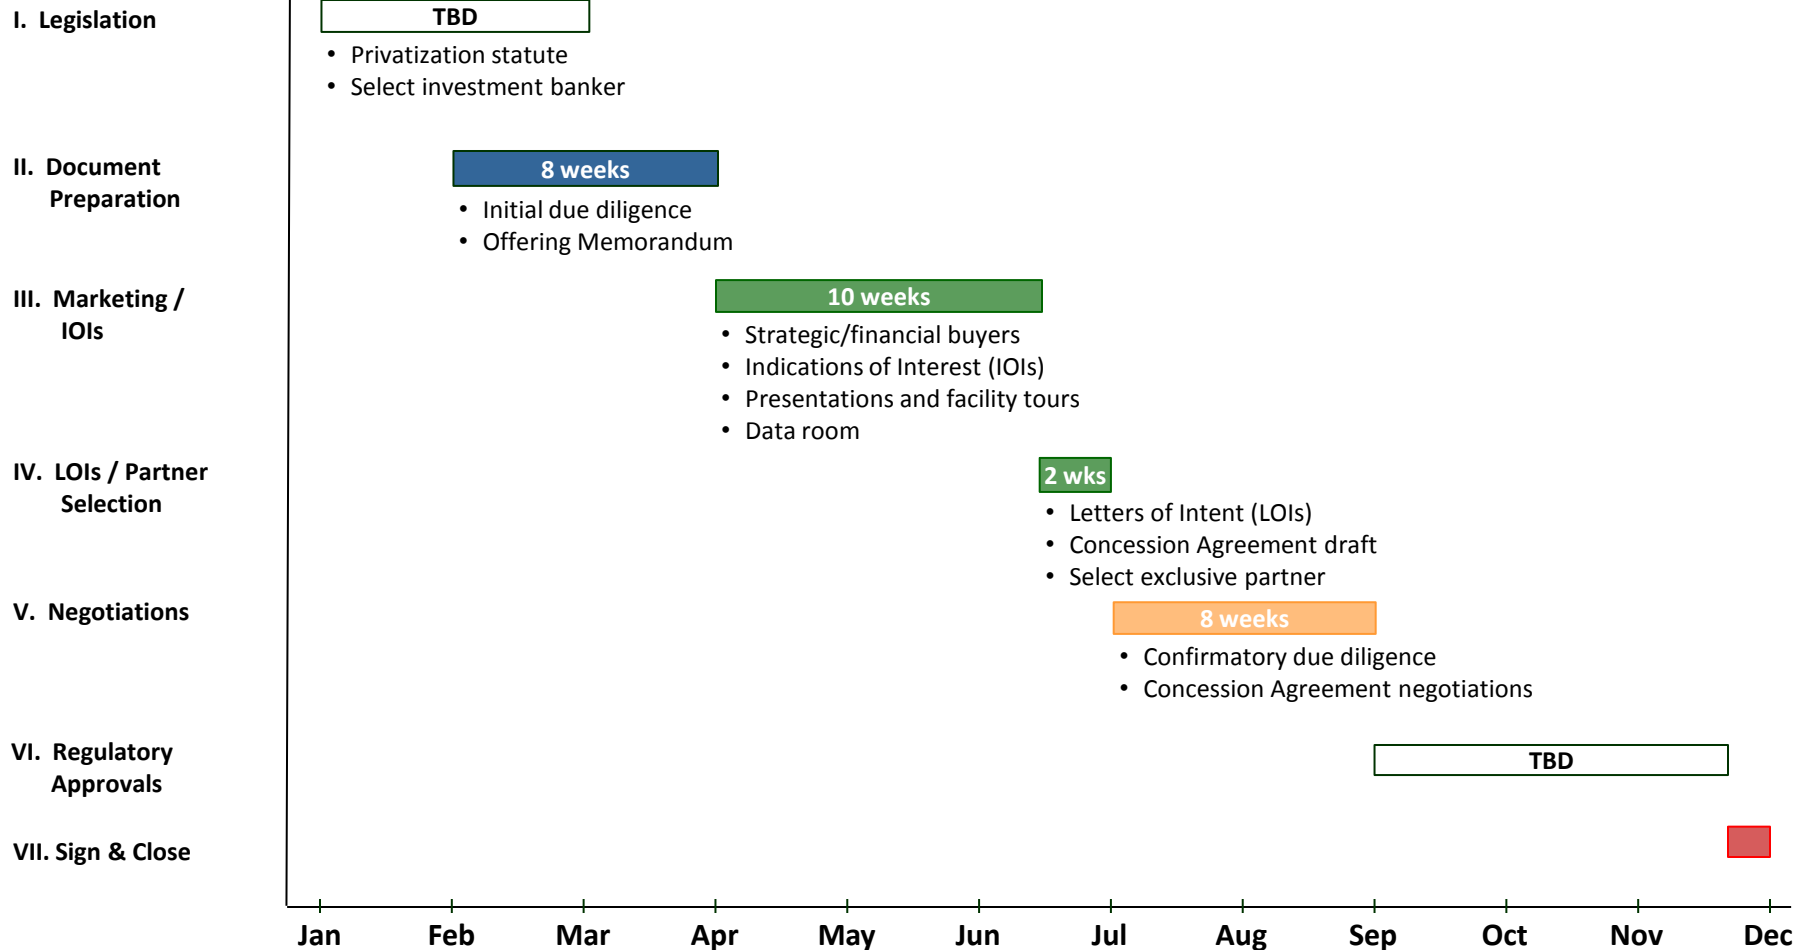 I. Legislation
TBD
• Privatization statute
• Select investment banker
II. Document
Preparation
8 weeks
• Initial due diligence
• Offering Memorandum
III. Marketing /
IOIs
10 weeks
• Strategic/financial buyers
• Indications of Interest (IOIs)
• Presentations and facility tours
• Data room
IV. LOIs / Partner
Selection
2 wks
• Letters of Intent (LOIs)
• Concession Agreement draft
• Select exclusive partner
V. Negotiations
8 weeks
• Confirmatory due diligence
• Concession Agreement negotiations
VI. Regulatory
Approvals
TBD
VII. Sign & Close
Jan Feb Mar Apr May Jun Jul Aug Sep Oct Nov Dec